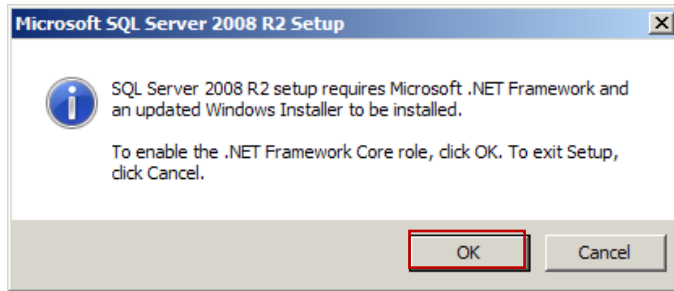 Microsoft SQL Server 2008 R2 Setup
SQL Server 2008 R2 setup requires Microsoft .NET Framework and
an updated Windows Installer to be installed.
To enable the .NET Framework Core role, click OK. To exit Setup,
click Cancel.
OK
Cancel